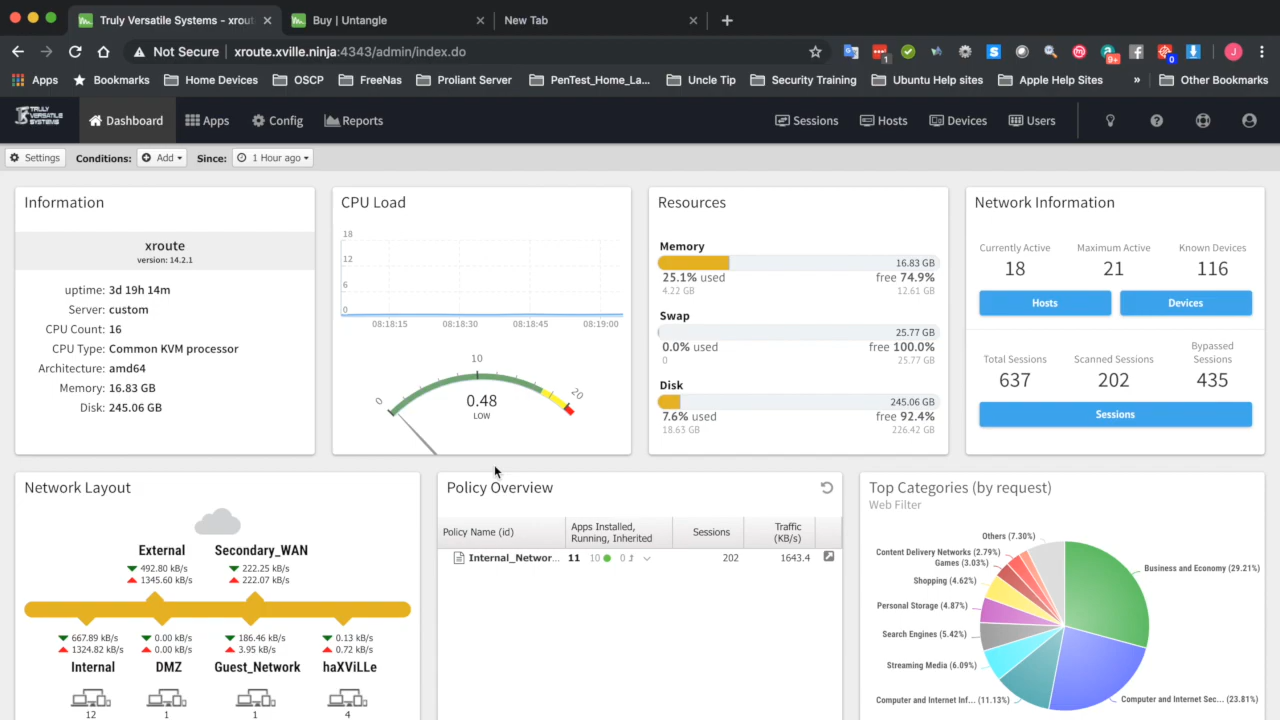 Truly Versatile Systems - xrout
Buy | Untangle
New Tab
Not Secure
xroute.xville.ninja:4343/admin/index.do
1
9+
0
J
Apps
Bookmarks
Home Devices
OSCP
FreeNas
Proliant Server
PenTest_Home_La...
Uncle Tip
Security Training
Ubuntu Help sites
Apple Help Sites
»
Other Bookmarks
TRULY
VERSATILE
SYSTEMS
Dashboard
Apps
Config
Reports
Sessions
Hosts
Devices
Users
Settings
Conditions:
Add
Since:
1 Hour ago
Information
xroute
version: 14.2.1
uptime: 3d 19h 14m
Server: custom
CPU Count: 16
CPU Type: Common KVM processor
Architecture: amd64
Memory: 16.83 GB
Disk: 245.06 GB
CPU Load
18
12
6
0
08:18:15
08:18:30
08:18:45
08:19:00
10
0
20
0.48
LOW
Resources
Memory
16.83 GB
25.1% used
free 74.9%
4.22 GB
12.61 GB
Swap
25.77 GB
0.0% used
free 100.0%
0
25.77 GB
Disk
245.06 GB
7.6% used
free 92.4%
18.63 GB
226.42 GB
Network Information
Currently Active
Maximum Active
Known Devices
18
21
116
Hosts
Devices
Total Sessions
Scanned Sessions
Bypassed
Sessions
637
202
435
Sessions
Network Layout
External
Secondary_WAN
492.80 kB/s
222.25 kB/s
1345.60 kB/s
222.07 kB/s
667.89 kB/s
0.00 kB/s
186.46 kB/s
0.13 kB/s
1324.82 kB/s
0.00 kB/s
3.95 kB/s
0.72 kB/s
Internal
DMZ
Guest_Network
haXViLLe
12
1
1
4
Policy Overview
Policy Name (id)
Apps Installed,
Running, Inherited
Sessions
Traffic
(KB/s)
Internal_Networ...
11
10
0
202
1643.4
Top Categories (by request)
Web Filter
Others (7.30%)
Content Delivery Networks (2.79%)
Games (3.03%)
Shopping (4.62%)
Personal Storage (4.87%)
Search Engines (5.42%)
Streaming Media (6.09%)
Computer and Internet Inf... (11.13%)
Business and Economy (29.21%)
Computer and Internet Sec... (23.81%)